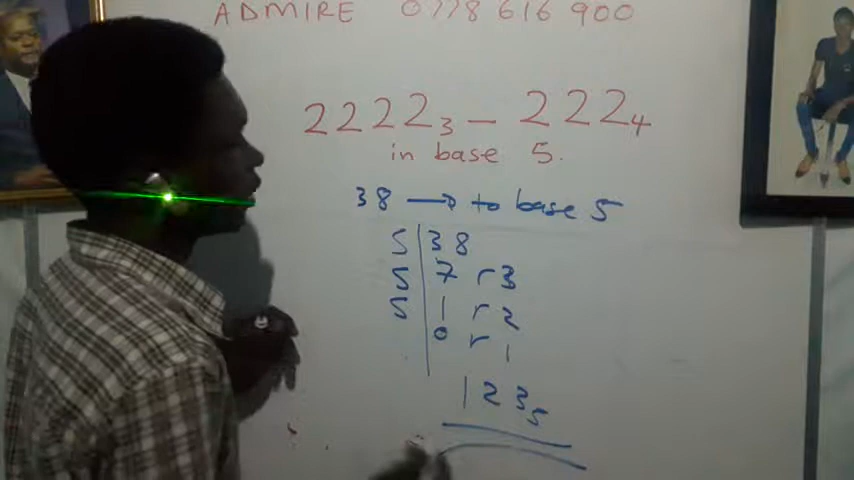 ADMIRE 0778 616 900
2222₃ — 222₄
in base 5.
38 → to base 5
5 | 38
5 | 7 r 3
5 | 1 r 2
0 r 1
123₅